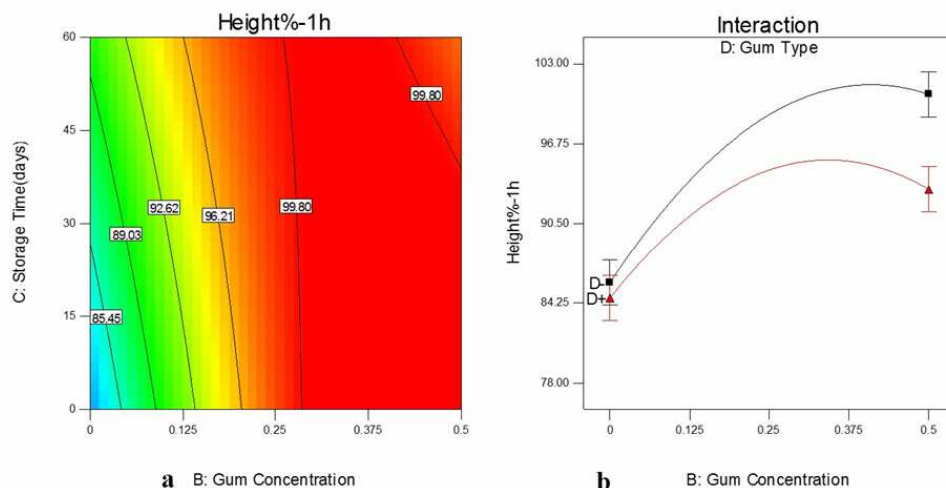 Height%-1h
C: Storage Time(days)
60
45
30
15
0
99.80
99.80
96.21
92.62
89.03
85.45
0
0.125
0.25
0.375
0.5
a
B: Gum Concentration
Interaction
D: Gum Type
Height%-1h
103.00
96.75
90.50
84.25
78.00
D-
D+
0
0.125
0.25
0.375
0.5
b
B: Gum Concentration